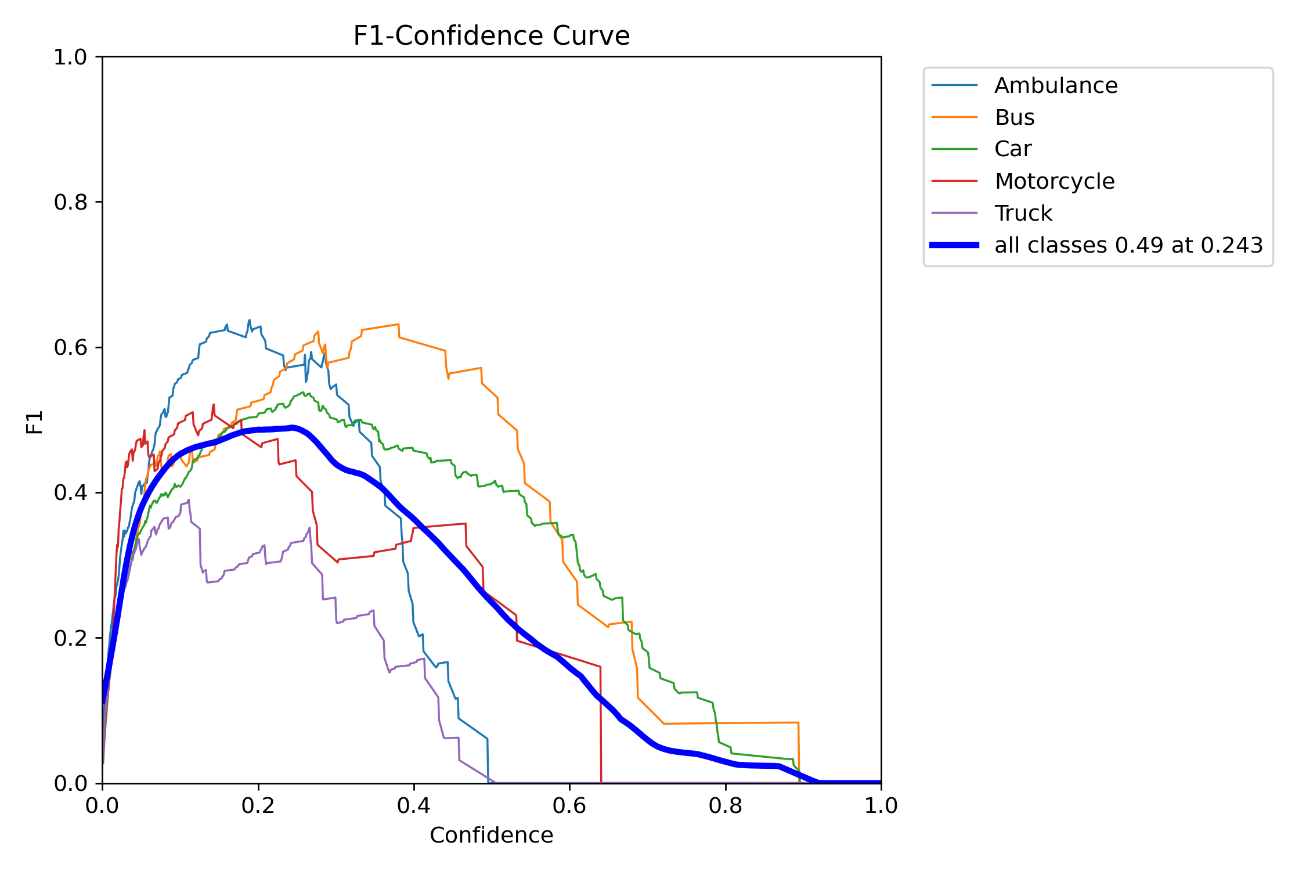 F1-Confidence Curve
1.0
0.8
0.6
0.4
0.2
0.0
F1
0.0 0.2 0.4 0.6 0.8 1.0
Confidence
Ambulance
Bus
Car
Motorcycle
Truck
all classes 0.49 at 0.243